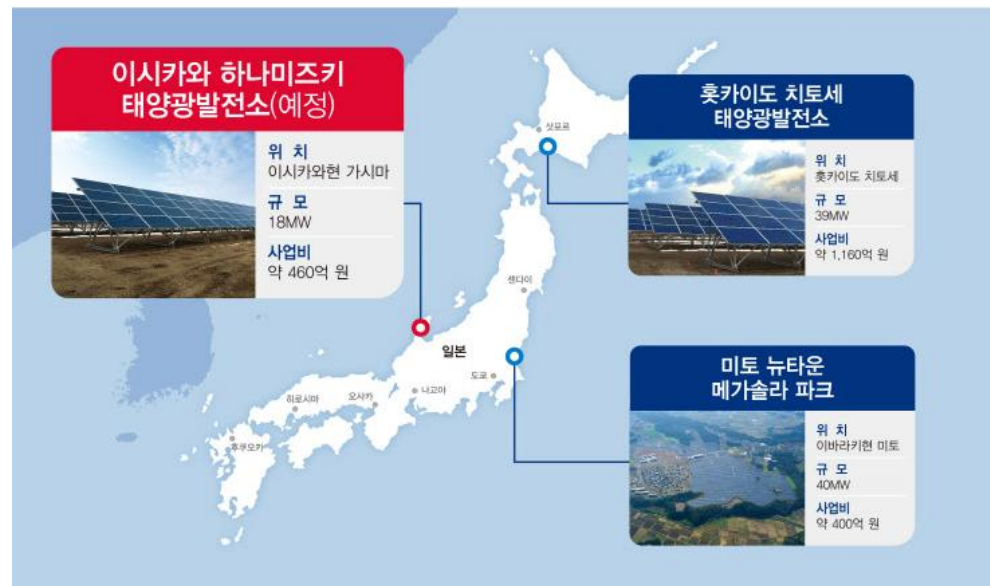 이시카와 하나미즈키
태양광발전소(예정)
위 치
이시카와현 가시마
규 모
18MW
사업비
약 460억 원
홋카이도 치토세
태양광발전소
위 치
홋카이도 치토세
규 모
39MW
사업비
약 1,160억 원
미토 뉴타운
메가솔라 파크
위 치
이바라키현 미토
규 모
40MW
사업비
약 400억 원
삿포르
센다이
일본
도쿄
나고야
오사카
히로시마
후쿠오카